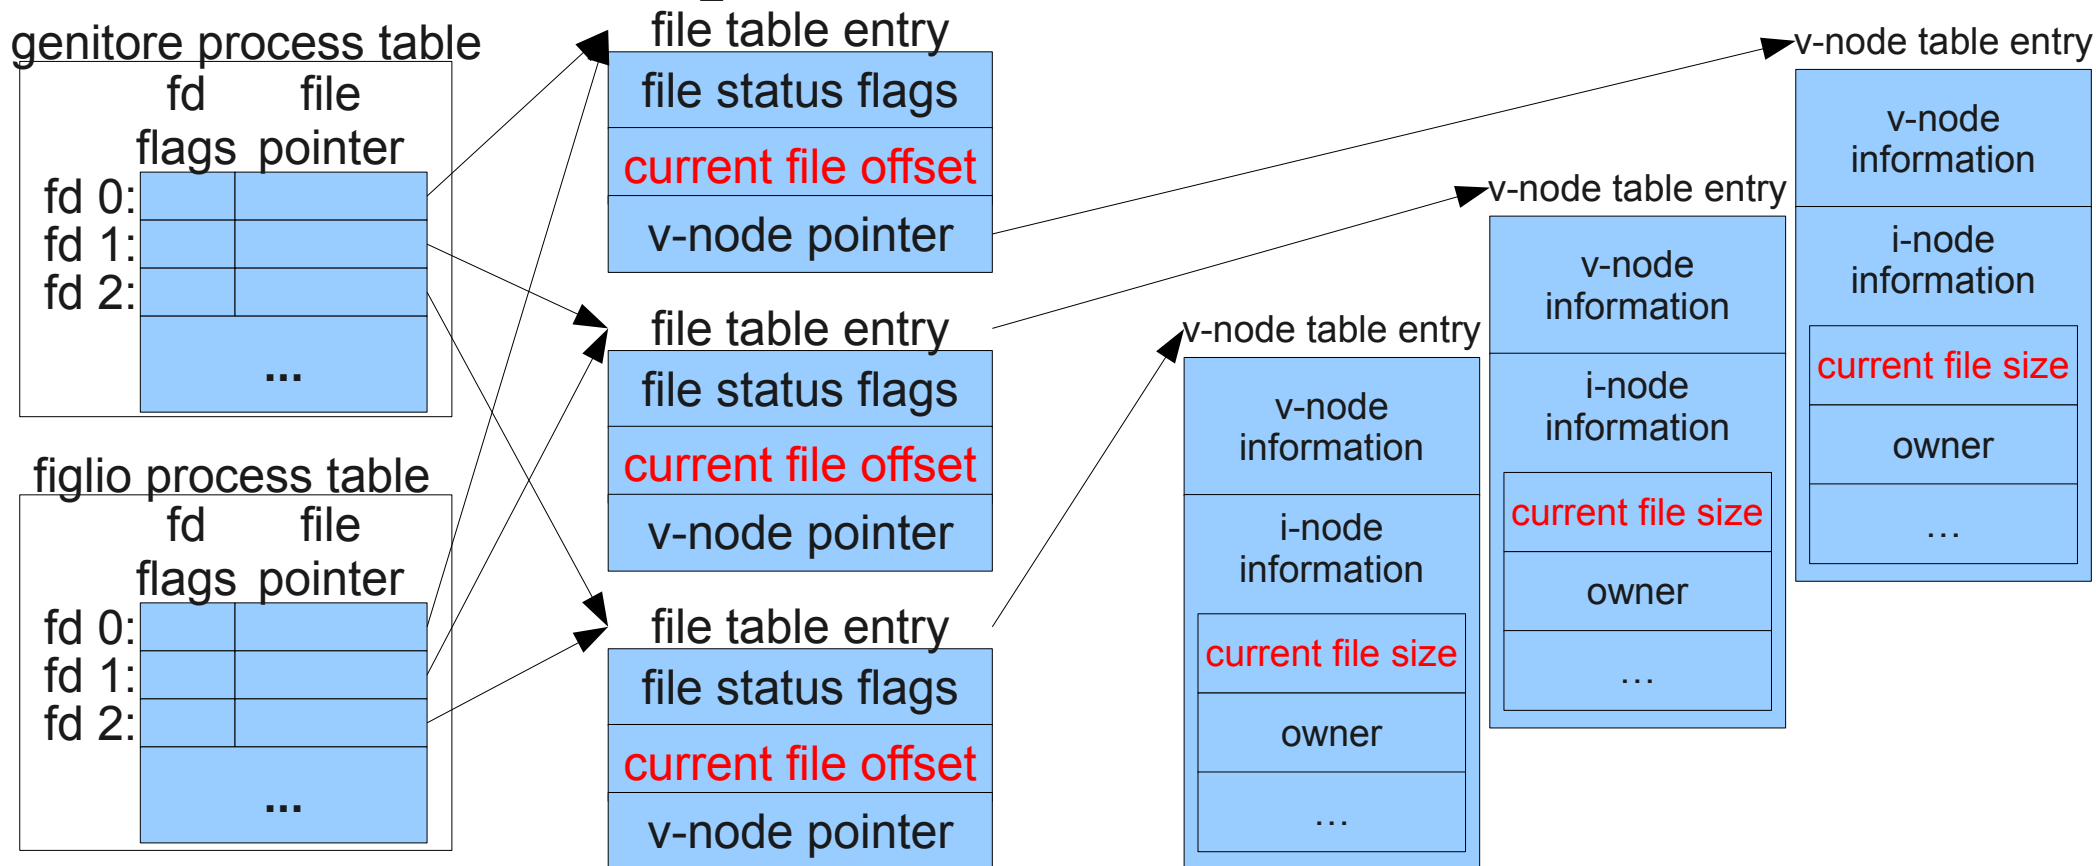 genitore process table
fd file
flags pointer
fd 0:
fd 1:
fd 2:
...
figlio process table
fd file
flags pointer
fd 0:
fd 1:
fd 2:
...
file table entry
file status flags
current file offset
v-node pointer
file table entry
file status flags
current file offset
v-node pointer
file table entry
file status flags
current file offset
v-node pointer
v-node table entry
v-node
information
i-node
information
current file size
owner
...
v-node table entry
v-node
information
i-node
information
current file size
owner
...
v-node table entry
v-node
information
i-node
information
current file size
owner
...